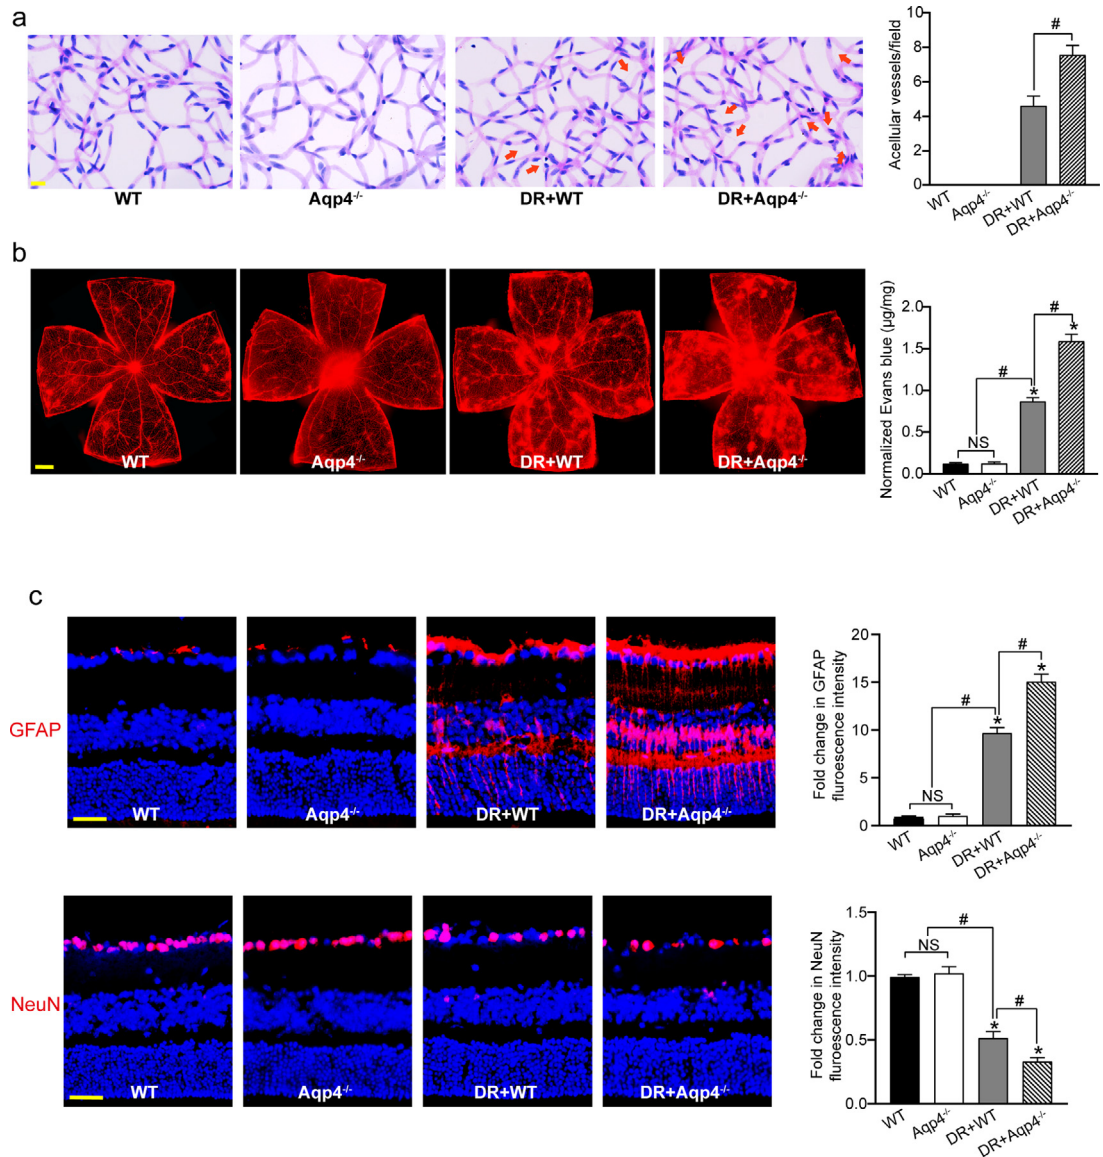 a
WT
Aqp4-/-
DR+WT
DR+Aqp4-/-
Acellular vessels/field
10
8
6
4
2
0
#
WT
Aqp4-/-
DR+WT
DR+Aqp4-/-
b
WT
Aqp4-/-
DR+WT
DR+Aqp4-/-
Normalized Evans blue (µg/mg)
2.0
1.5
1.0
0.5
0.0
NS
#
*
#
*
WT
Aqp4-/-
DR+WT
DR+Aqp4-/-
c
GFAP
WT
Aqp4-/-
DR+WT
DR+Aqp4-/-
Fold change in GFAP
fluroescence intensity
20
15
10
5
0
NS
#
*
#
*
WT
Aqp4-/-
DR+WT
DR+Aqp4-/-
NeuN
WT
Aqp4-/-
DR+WT
DR+Aqp4-/-
Fold change in NeuN
fluroescence intensity
1.5
1.0
0.5
0.0
NS
#
*
#
*
WT
Aqp4-/-
DR+WT
DR+Aqp4-/-